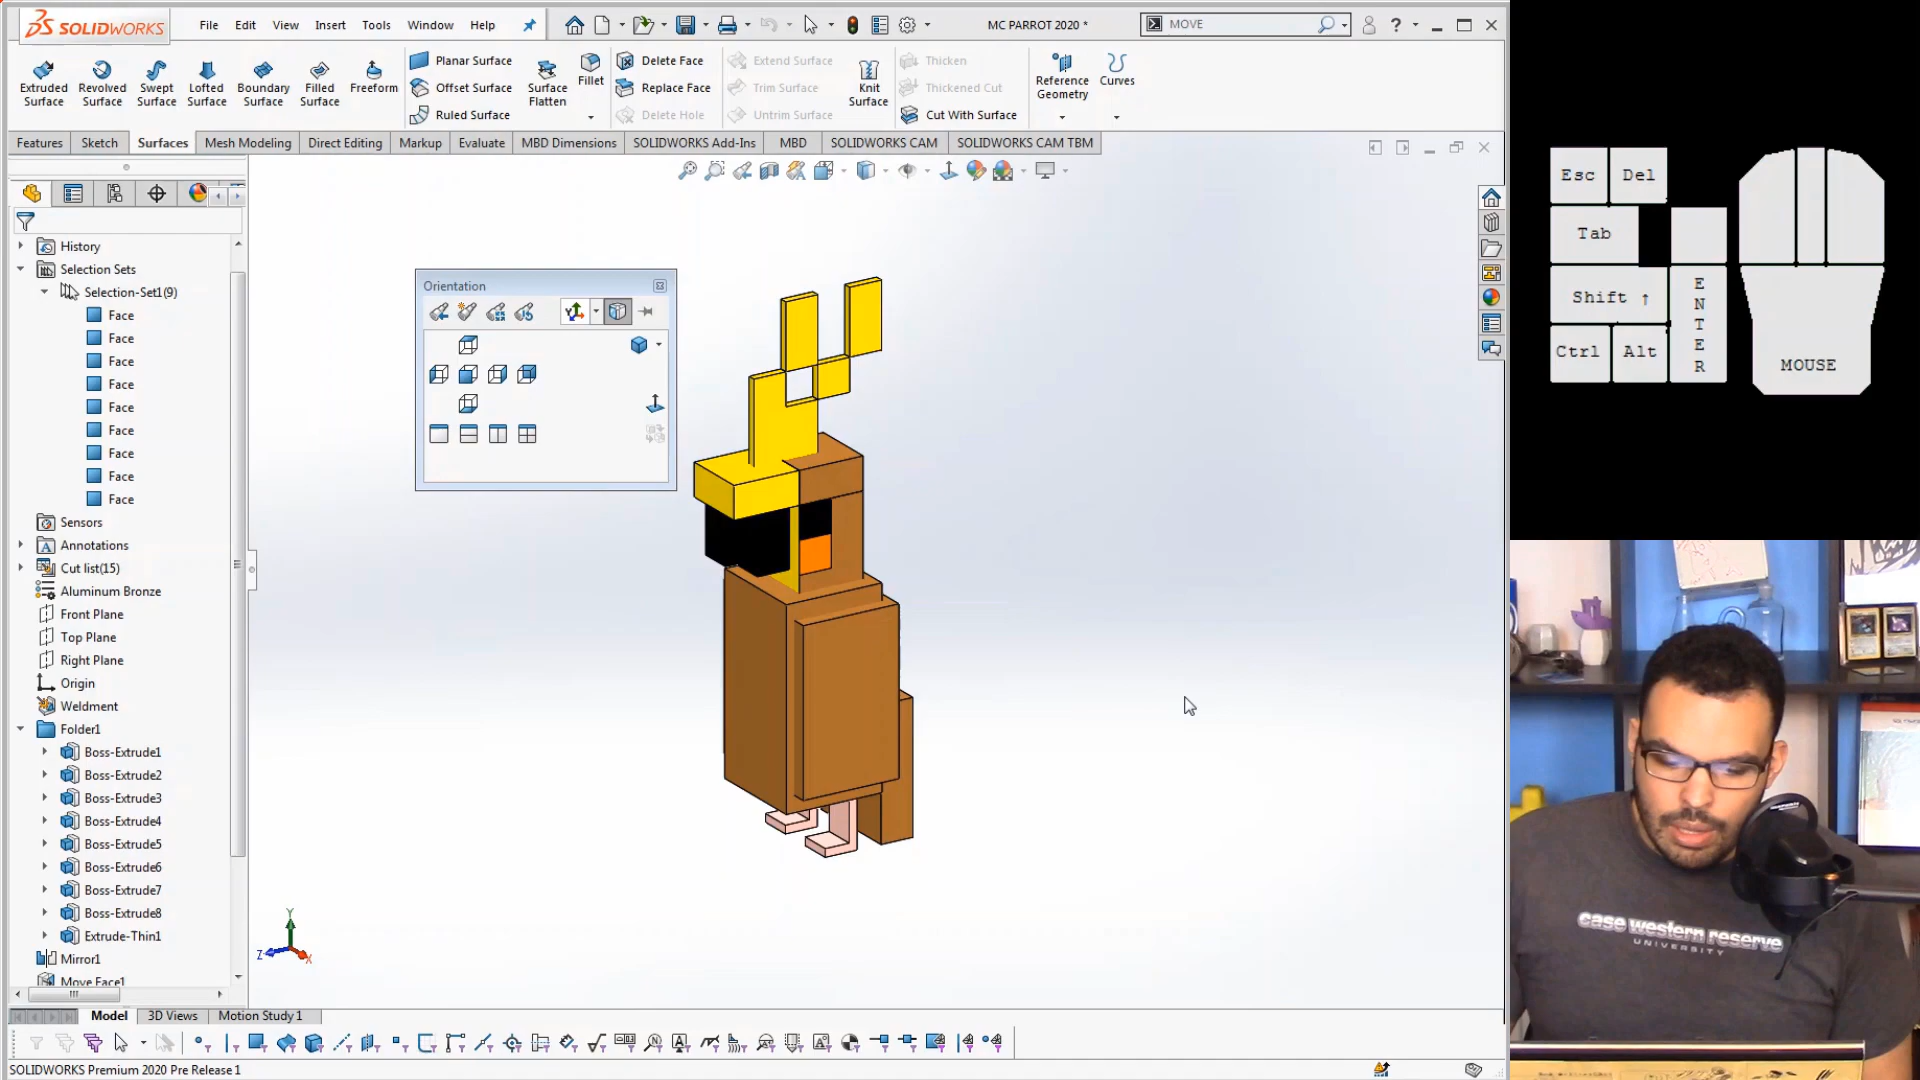 SOLIDWORKS
File
Edit
View
Insert
Tools
Window
Help
MC PARROT 2020 *
MOVE
Extruded Surface
Revolved Surface
Swept Surface
Lofted Surface
Boundary Surface
Filled Surface
Freeform
Planar Surface
Offset Surface
Ruled Surface
Surface Flatten
Fillet
Delete Face
Replace Face
Delete Hole
Extend Surface
Trim Surface
Untrim Surface
Knit Surface
Thicken
Thickened Cut
Cut With Surface
Reference Geometry
Curves
Features
Sketch
Surfaces
Mesh Modeling
Direct Editing
Markup
Evaluate
MBD Dimensions
SOLIDWORKS Add-Ins
MBD
SOLIDWORKS CAM
SOLIDWORKS CAM TBM
History
Selection Sets
Selection-Set1(9)
Face
Face
Face
Face
Face
Face
Face
Face
Face
Sensors
Annotations
Cut list(15)
Aluminum Bronze
Front Plane
Top Plane
Right Plane
Origin
Weldment
Folder1
Boss-Extrude1
Boss-Extrude2
Boss-Extrude3
Boss-Extrude4
Boss-Extrude5
Boss-Extrude6
Boss-Extrude7
Boss-Extrude8
Extrude-Thin1
Mirror1
Move Face1
Orientation
Y
Z
X
Model
3D Views
Motion Study 1
SOLIDWORKS Premium 2020 Pre Release 1
Esc
Del
Tab
Shift ↑
Ctrl
Alt
ENTER
MOUSE
case western reserve
UNIVERSITY